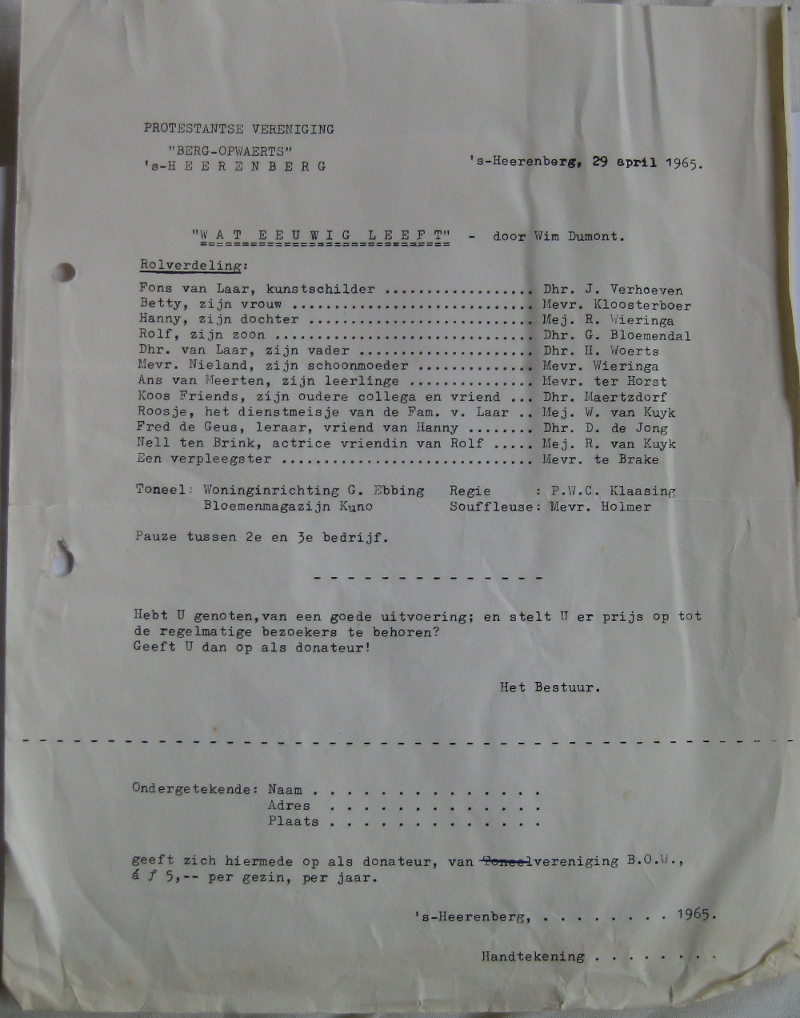 PROTESTANTSE VERENIGING
"BERG-OPWAERTS"
's-H E E R E N B E R G
's-Heerenberg, 29 april 1965.
"W A T E E U W I G L E E F T" - door Wim Dumont.
Rolverdeling:
Fons van Laar, kunstschilder .................. Dhr. J. Verhoeven
Betty, zijn vrouw ............................. Mevr. Kloosterboer
Hanny, zijn dochter ........................... Mej. R. Wieringa
Rolf, zijn zoon ............................... Dhr. G. Bloemendal
Dhr. van Laar, zijn vader ..................... Dhr. H. Woerts
Mevr. Nieland, zijn schoonmoeder .............. Mevr. Wieringa
Ans van Meerten, zijn leerlinge ............... Mevr. ter Horst
Koos Friends, zijn oudere collega en vriend ... Dhr. Maertzdorf
Roosje, het dienstmeisje van de Fam. v. Laar .. Mej. W. van Kuyk
Fred de Geus, leraar, vriend van Hanny ........ Dhr. D. de Jong
Nell ten Brink, actrice vriendin van Rolf ..... Mej. R. van Kuyk
Een verpleegster .............................. Mevr. te Brake
Toneel: Woninginrichting G. Ebbing Regie : P.W.C. Klaasing
Bloemenmagazijn Kuno Souffleuse: Mevr. Holmer
Pauze tussen 2e en 3e bedrijf.
- - - - - - - - - - - - - -
Hebt U genoten,van een goede uitvoering; en stelt U er prijs op tot
de regelmatige bezoekers te behoren?
Geeft U dan op als donateur!
Het Bestuur.
Ondergetekende: Naam . . . . . . . . . . . . . .
Adres . . . . . . . . . . . . .
Plaats . . . . . . . . . . . . .
geeft zich hiermede op als donateur, van Toneelvereniging B.O.W.,
á ƒ 5,-- per gezin, per jaar.
's-Heerenberg, . . . . . . . . 1965.
Handtekening . . . . . . . .